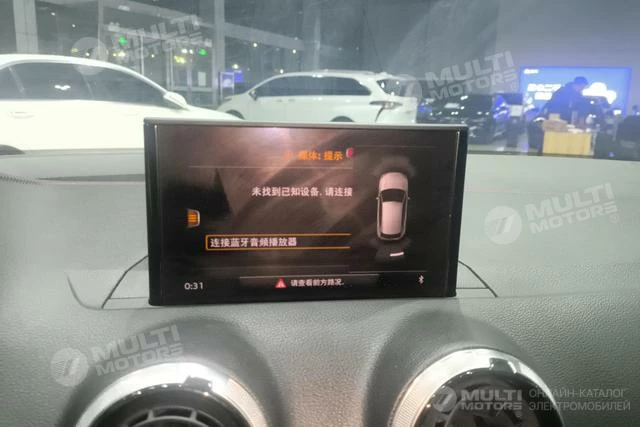 MULTI
MOTORS
MULTI
MOTORS
媒体: 提示
未找到已知设备, 请连接
连接蓝牙音频播放器
0:31
请查看前方路况.
MULTI
MOTORS
MULTI
MOTORS
MULTI
MOTORS
ОНЛАЙН-КАТАЛОГ
ЭЛЕКТРОМОБИЛЕЙ